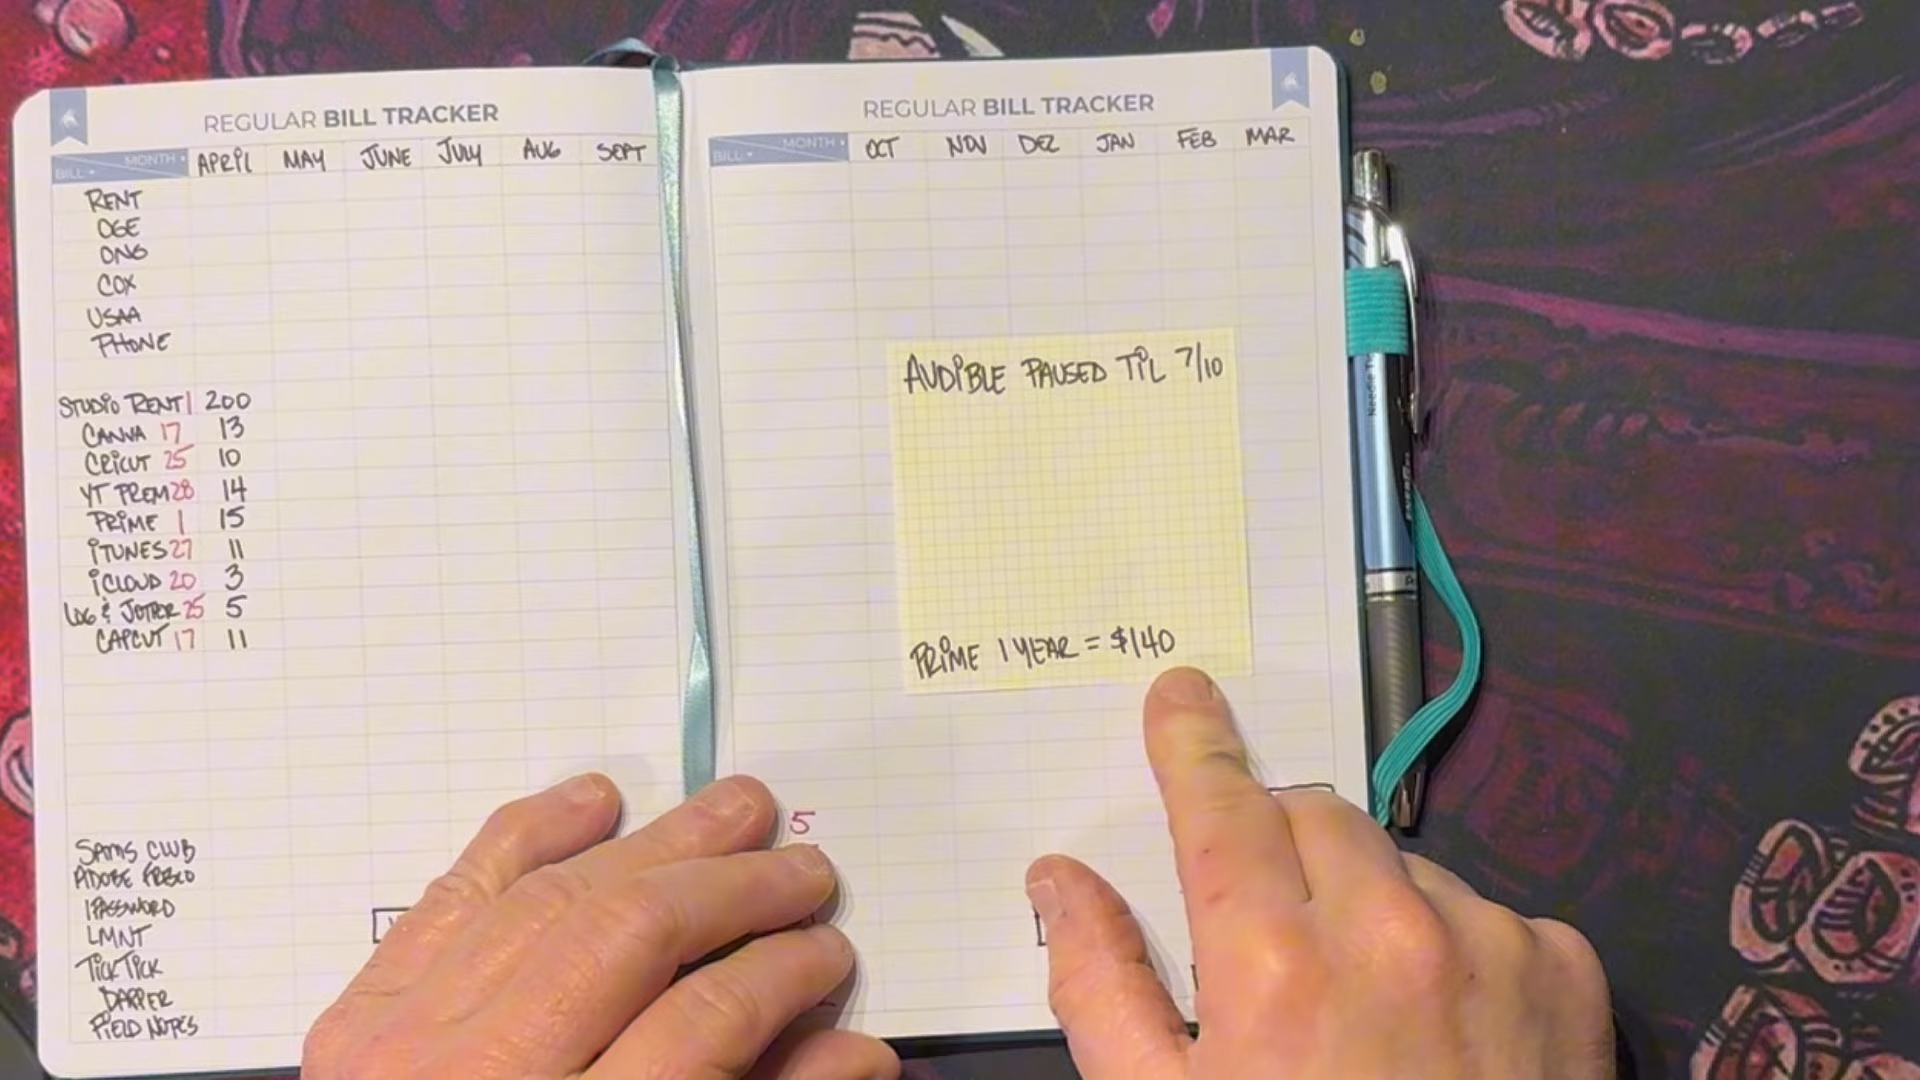 REGULAR BILL TRACKER
MONTH
BILL
APRIL MAY JUNE JULY AUG SEPT
RENT
OGE
ONG
COX
USAA
PHONE
STUDIO RENT 1 200
CANVA 17 13
CRICUT 25 10
YT PREM 28 14
PRIME 1 15
iTUNES 27 11
iCLOUD 20 3
LOG & JOTTER 25 5
CAPCUT 17 11
SAMS CLUB
ADOBE FRESCO
1PASSWORD
LMNT
TICKTICK
DAPPER
FIELD NOTES
REGULAR BILL TRACKER
MONTH
BILL
OCT NOV DEZ JAN FEB MAR
AUDIBLE PAUSED TIL 7/10
PRIME 1 YEAR = $140
5